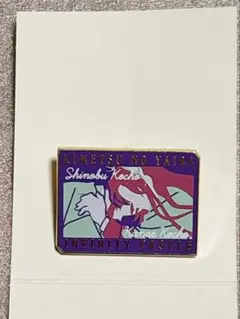 KIMETSU NO YAIBA
Shinobu Kocho
Kanae Kocho
INFINITY CASTLE